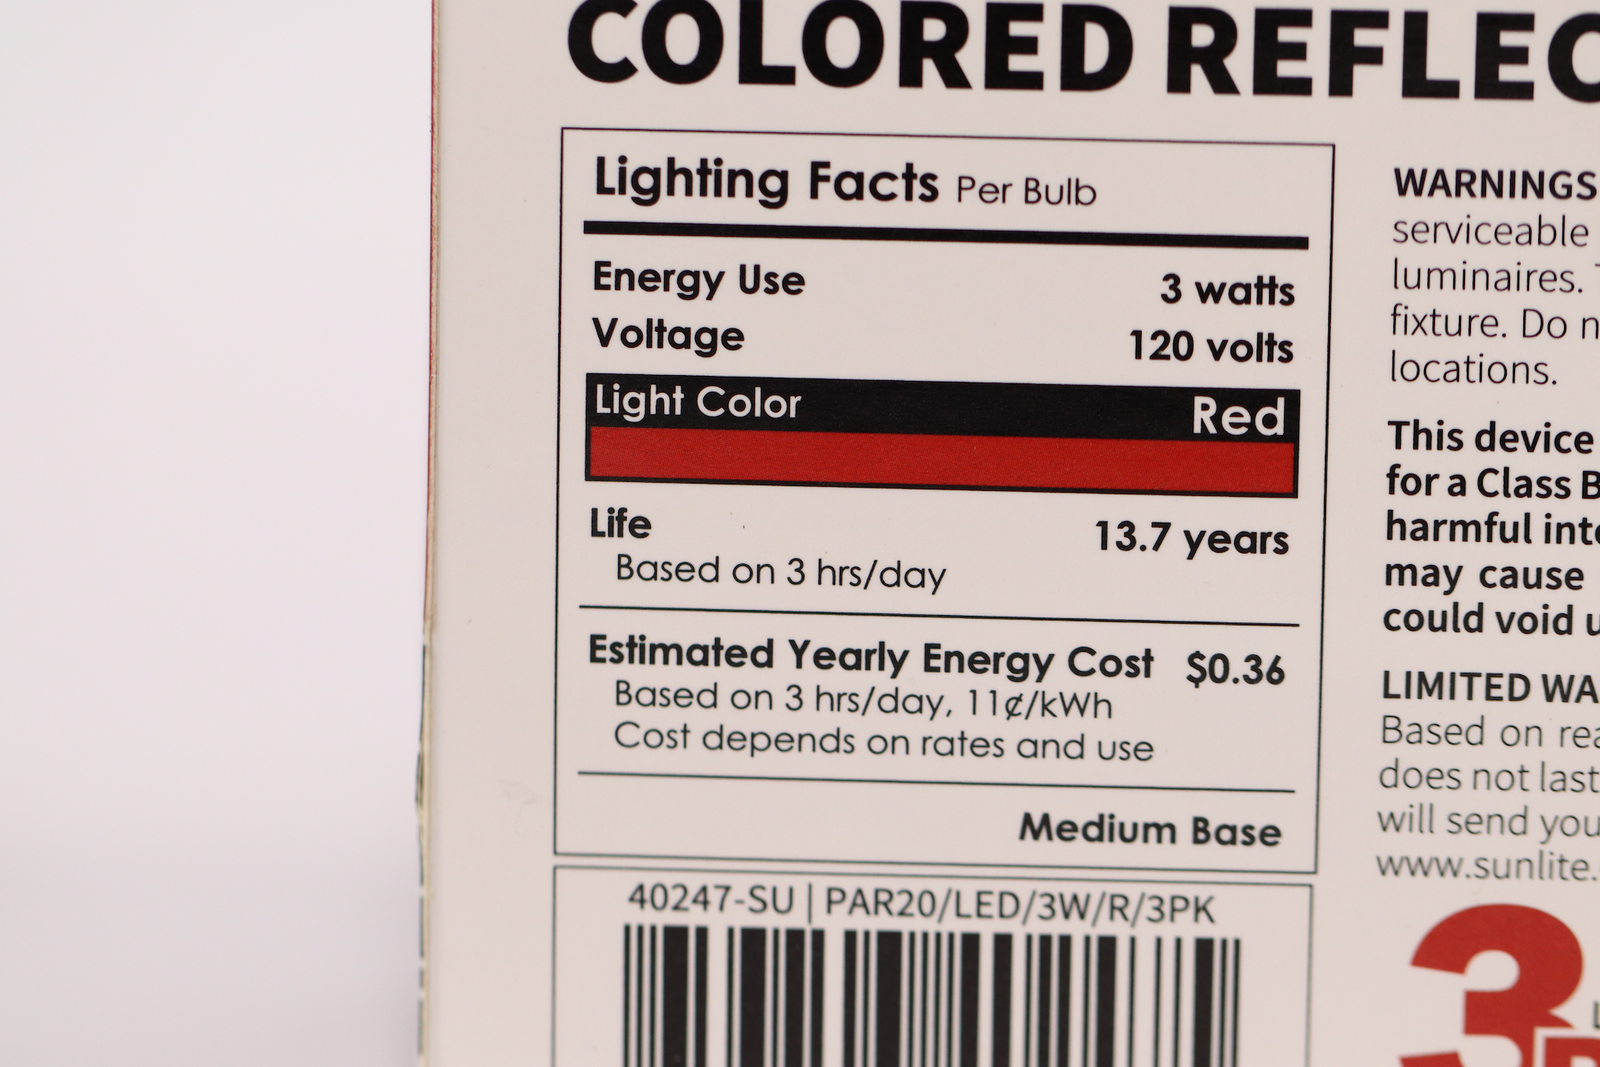 COLORED REFLEC
Lighting Facts Per Bulb
Energy Use 3 watts
Voltage 120 volts
Light Color Red
Life 13.7 years
Based on 3 hrs/day
Estimated Yearly Energy Cost $0.36
Based on 3 hrs/day, 11¢/kWh
Cost depends on rates and use
Medium Base
40247-SU | PAR20/LED/3W/R/3PK
WARNINGS
serviceable
luminaires.
fixture. Do
locations.
This device
for a Class B
harmful
may cause
could void
LIMITED
Based on
does not last
will send you
www.sunlite.
3